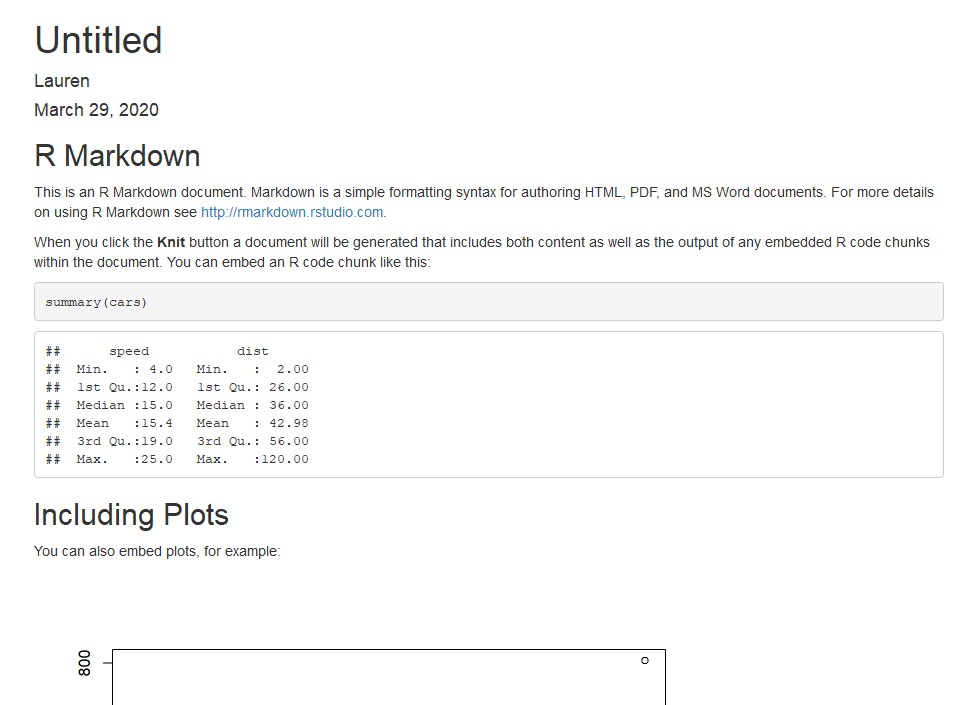 Untitled
Lauren
March 29, 2020
R Markdown
This is an R Markdown document. Markdown is a simple formatting syntax for authoring HTML, PDF, and MS Word documents. For more details
on using R Markdown see http://rmarkdown.rstudio.com.
When you click the Knit button a document will be generated that includes both content as well as the output of any embedded R code chunks
within the document. You can embed an R code chunk like this:
summary(cars)
##      speed           dist
##  Min.   : 4.0   Min.   :  2.00
##  1st Qu.:12.0   1st Qu.: 26.00
##  Median :15.0   Median : 36.00
##  Mean   :15.4   Mean   : 42.98
##  3rd Qu.:19.0   3rd Qu.: 56.00
##  Max.   :25.0   Max.   :120.00
Including Plots
You can also embed plots, for example:
800